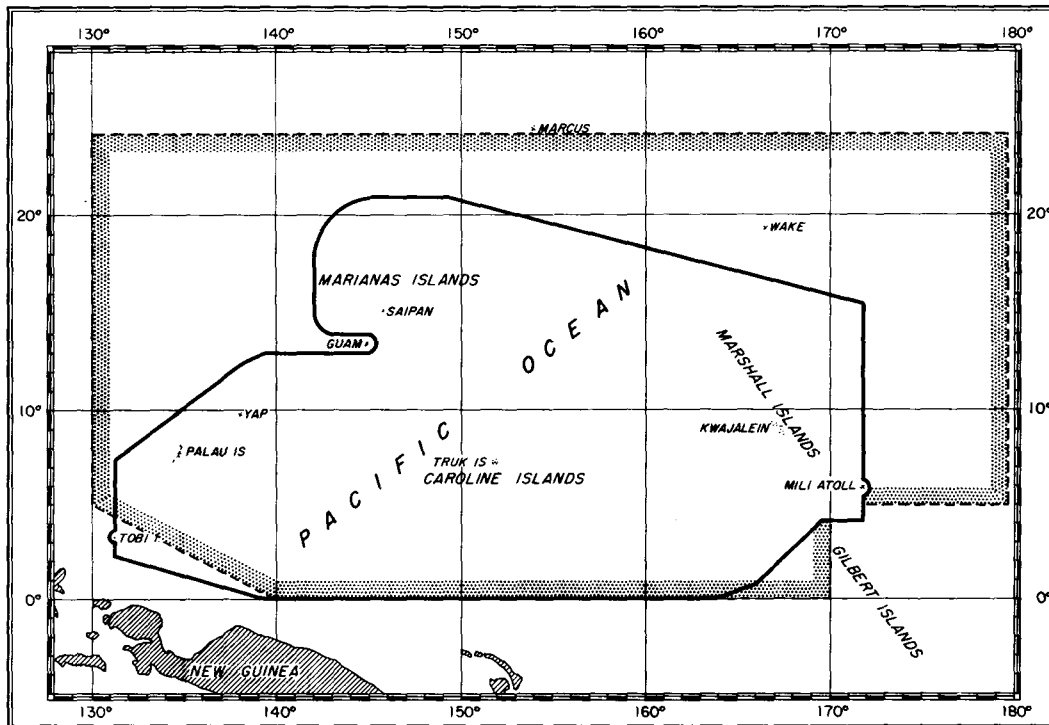 130° 140° 150° 160° 170° 180°
MARCUS
20° 20°
WAKE
MARIANAS ISLANDS
SAIPAN
GUAM
PACIFIC OCEAN
MARSHALL ISLANDS
10° 10°
YAP
KWAJALEIN
PALAU IS
TRUK IS
CAROLINE ISLANDS
MILI ATOLL
TOBI I
GILBERT ISLANDS
0° 0°
NEW GUINEA
130° 140° 150° 160° 170° 180°